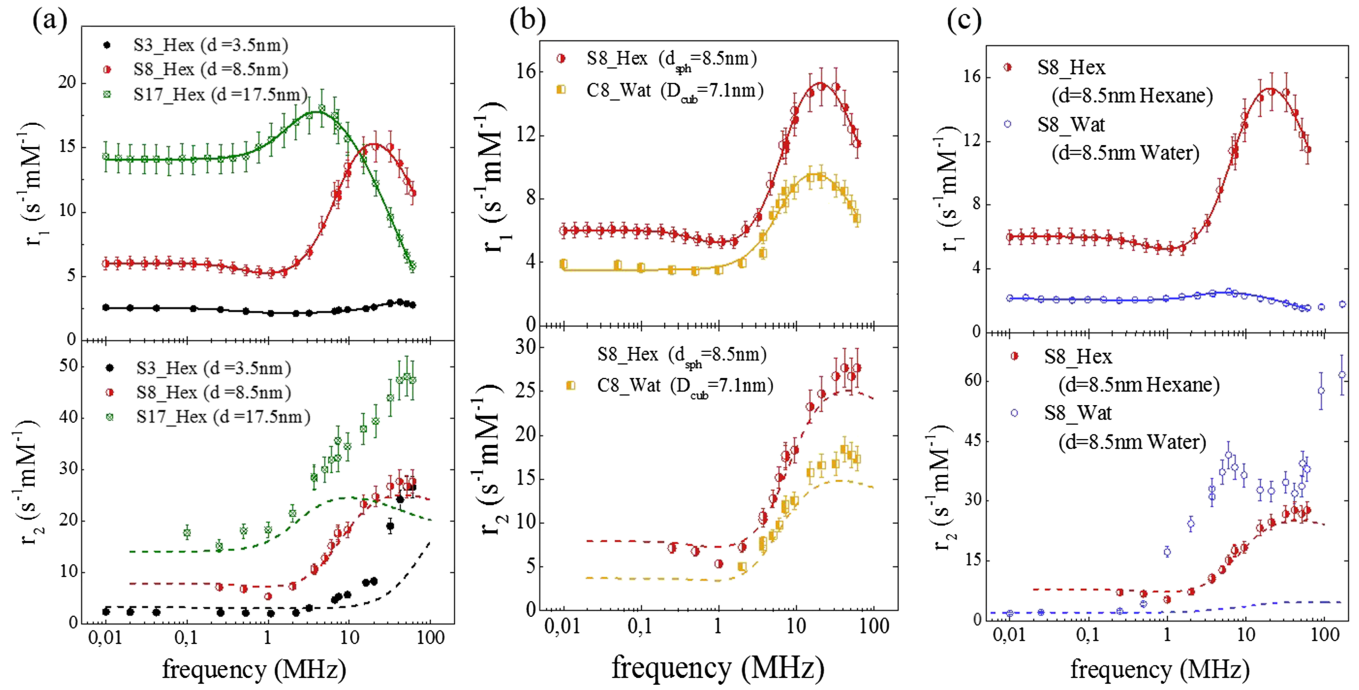 (a)
S3_Hex (d =3.5nm)
S8_Hex (d =8.5nm)
S17_Hex (d =17.5nm)
20
15
10
5
r₁ (s⁻¹mM⁻¹)
S3_Hex (d =3.5nm)
S8_Hex (d =8.5nm)
S17_Hex (d =17.5nm)
50
40
30
20
10
0
r₂ (s⁻¹mM⁻¹)
0,01 0,1 1 10 100
frequency (MHz)
(b)
S8_Hex (dsph=8.5nm)
C8_Wat (Dcub=7.1nm)
16
12
8
4
0
r₁ (s⁻¹mM⁻¹)
S8_Hex (dsph=8.5nm)
C8_Wat (Dcub=7.1nm)
30
25
20
15
10
5
0
r₂ (s⁻¹mM⁻¹)
0,01 0,1 1 10 100
frequency (MHz)
(c)
S8_Hex
(d=8.5nm Hexane)
S8_Wat
(d=8.5nm Water)
16
12
8
4
0
r₁ (s⁻¹mM⁻¹)
S8_Hex
(d=8.5nm Hexane)
S8_Wat
(d=8.5nm Water)
60
45
30
15
0
r₂ (s⁻¹mM⁻¹)
0,01 0,1 1 10 100
frequency (MHz)